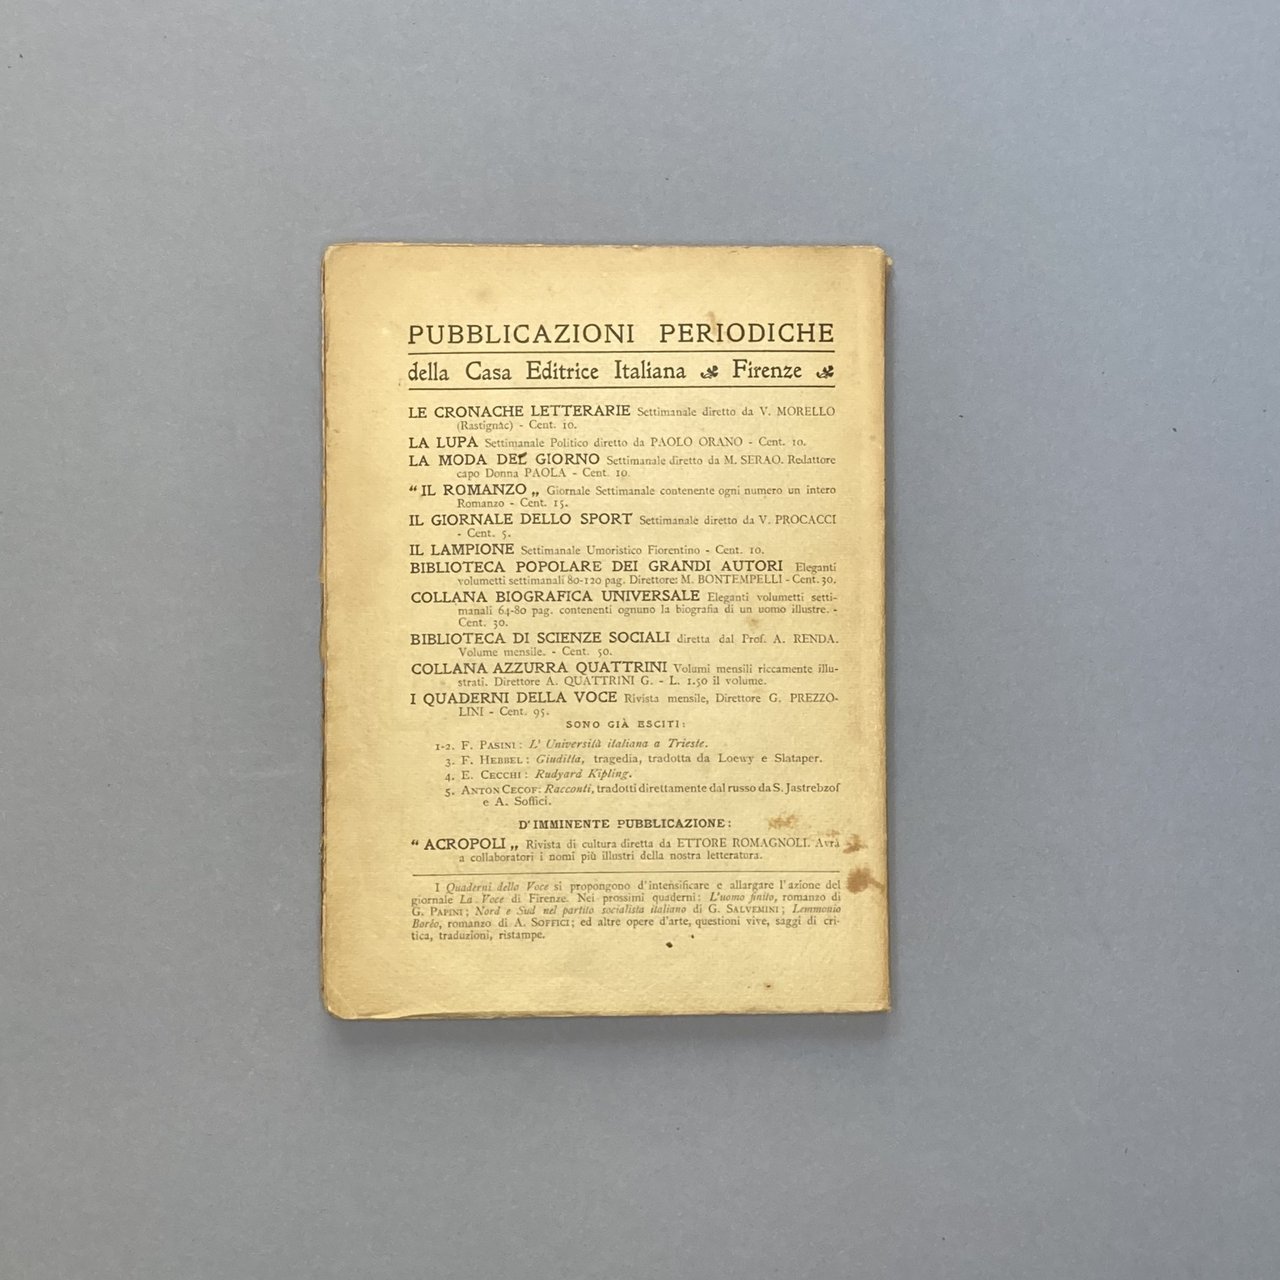 PUBBLICAZIONI PERIODICHE
della Casa Editrice Italiana Firenze
LE CRONACHE LETTERARIE Settimanale diretto da V. MORELLO
(Rastignac) - Cent. 10.
LA LUPA Settimanale Politico diretto da PAOLO ORANO - Cent. 10.
LA MODA DEL GIORNO Settimanale diretto da M. SERAO. Redattore
capo Donna PAOLA - Cent. 10.
“ IL ROMANZO „ Giornale Settimanale contenente ogni numero un intero
Romanzo - Cent. 15.
IL GIORNALE DELLO SPORT Settimanale diretto da V. PROCACCI
- Cent. 5.
IL LAMPIONE Settimanale Umoristico Fiorentino - Cent. 10.
BIBLIOTECA POPOLARE DEI GRANDI AUTORI Eleganti
volumetti settimanali 80-120 pag. Direttore: M. BONTEMPELLI - Cent. 30.
COLLANA BIOGRAFICA UNIVERSALE Eleganti volumetti setti-
manali 64-80 pag. contenenti ognuno la biografia di un uomo illustre. -
Cent. 30.
BIBLIOTECA DI SCIENZE SOCIALI diretta dal Prof. A. RENDA.
Volume mensile. - Cent. 50.
COLLANA AZZURRA QUATTRINI Volumi mensili riccamente illu-
strati. Direttore A. QUATTRINI G. - L. 1.50 il volume.
I QUADERNI DELLA VOCE Rivista mensile, Direttore G. PREZZO-
LINI - Cent. 95.
SONO GIÀ ESCITI:
1-2. F. PASINI: L' Università italiana a Trieste.
3. F. HEBBEL: Giuditta, tragedia, tradotta da Loewy e Slataper.
4. E. CECCHI: Rudyard Kipling.
5. ANTON CECOF: Racconti, tradotti direttamente dal russo da S. Jastrebzof
e A. Soffici.
D'IMMINENTE PUBBLICAZIONE:
“ ACROPOLI „ Rivista di cultura diretta da ETTORE ROMAGNOLI. Avrà
a collaboratori i nomi più illustri della nostra letteratura.
I Quaderni della Voce si propongono d'intensificare e allargare l'azione del
giornale La Voce di Firenze. Nei prossimi quaderni: L'uomo finito, romanzo di
G. PAPINI; Nord e Sud nel partito socialista italiano di G. SALVEMINI; Lemmonio
Boreo, romanzo di A. SOFFICI; ed altre opere d'arte, questioni vive, saggi di cri-
tica, traduzioni, ristampe.